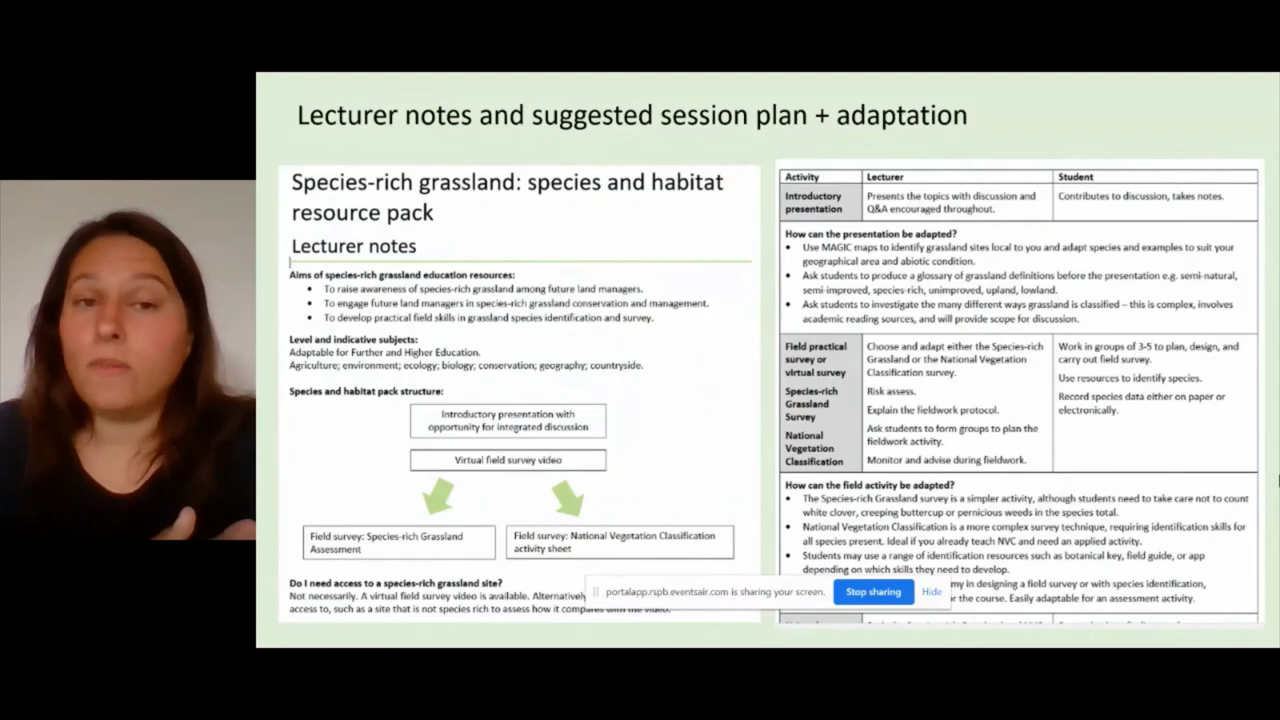 Lecturer notes and suggested session plan + adaptation
Species-rich grassland: species and habitat
resource pack
Lecturer notes
Aims of species-rich grassland education resources:
• To raise awareness of species-rich grassland among future land managers.
• To engage future land managers in species-rich grassland conservation and management.
• To develop practical field skills in grassland species identification and survey.
Level and indicative subjects:
Adaptable for Further and Higher Education.
Agriculture; environment; ecology; biology; conservation; geography; countryside.
Species and habitat pack structure:
Introductory presentation with
opportunity for integrated discussion
Virtual field survey video
Field survey: Species-rich Grassland
Assessment
Field survey: National Vegetation Classification
activity sheet
Do I need access to a species-rich grassland site?
Not necessarily. A virtual field survey video is available. Alternatively
access to, such as a site that is not species rich to assess how it compares with the video.
Activity
Lecturer
Student
Introductory
presentation
Presents the topics with discussion and
Q&A encouraged throughout.
Contributes to discussion, takes notes.
How can the presentation be adapted?
• Use MAGIC maps to identify grassland sites local to you and adapt species and examples to suit your
geographical area and abiotic condition.
• Ask students to produce a glossary of grassland definitions before the presentation e.g. semi-natural,
semi-improved, species-rich, unimproved, upland, lowland.
• Ask students to investigate the many different ways grassland is classified – this is complex, involves
academic reading sources, and will provide scope for discussion.
Field practical
survey or
virtual survey
Species-rich
Grassland
Survey
National
Vegetation
Classification
Choose and adapt either the Species-rich
Grassland or the National Vegetation
Classification survey.
Risk assess.
Explain the fieldwork protocol.
Ask students to form groups to plan the
fieldwork activity.
Monitor and advise during fieldwork.
Work in groups of 3-5 to plan, design, and
carry out field survey.
Use resources to identify species.
Record species data either on paper or
electronically.
How can the field activity be adapted?
• The Species-rich Grassland survey is a simpler activity, although students need to take care not to count
white clover, creeping buttercup or pernicious weeds in the species total.
• National Vegetation Classification is a more complex survey technique, requiring identification skills for
all species present. Ideal if you already teach NVC and need an applied activity.
• Students may use a range of identification resources such as botanical key, field guide, or app
depending on which skills they need to develop.
my in designing a field survey or with species identification,
or the course. Easily adaptable for an assessment activity.
portalapp.rspb.eventsair.com is sharing your screen.
Stop sharing
Hide